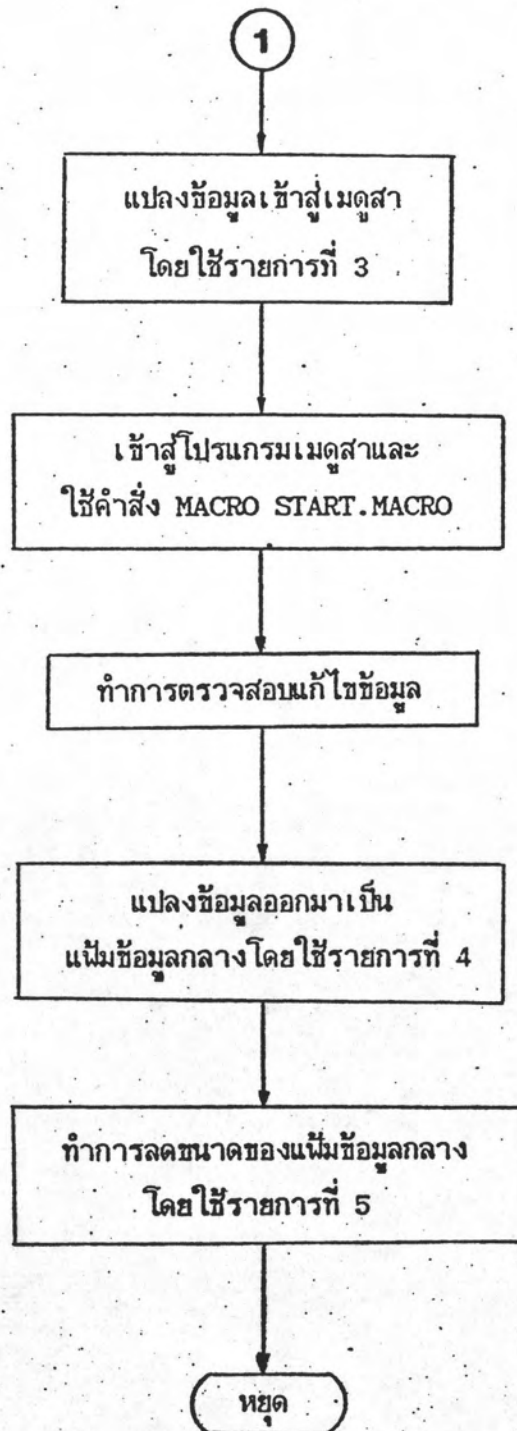 1
แปลงข้อมูลเข้าสู่เมดูสา
โดยใช้รายการที่ 3
เข้าสู่โปรแกรมเมดูสาและ
ใช้คำสั่ง MACRO START.MACRO
ทำการตรวจสอบแก้ไขข้อมูล
แปลงข้อมูลออกมาเป็น
แฟ้มข้อมูลกลางโดยใช้รายการที่ 4
ทำการลดขนาดของแฟ้มข้อมูลกลาง
โดยใช้รายการที่ 5
หยุด